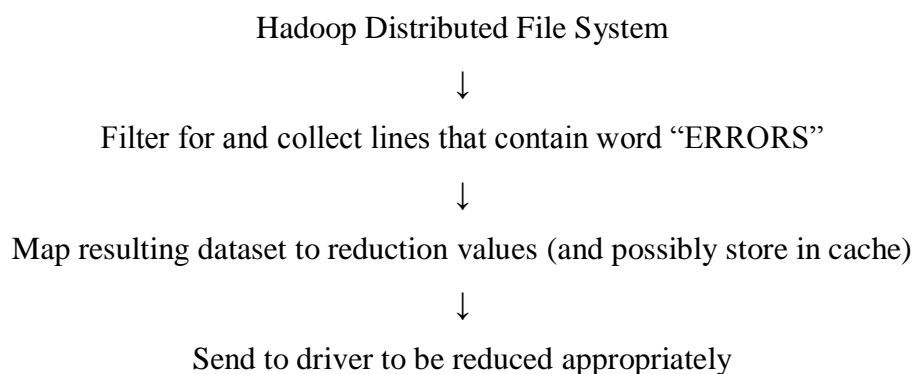 Hadoop Distributed File System
↓
Filter for and collect lines that contain word “ERRORS”
↓
Map resulting dataset to reduction values (and possibly store in cache)
↓
Send to driver to be reduced appropriately